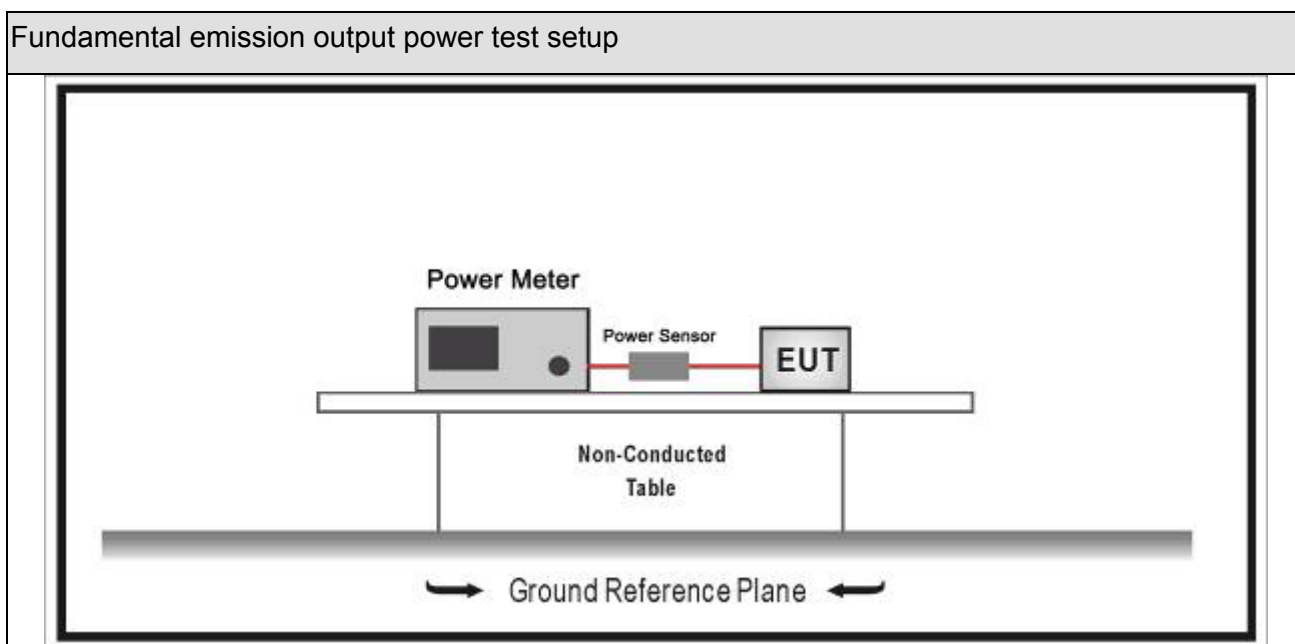 Fundamental emission output power test setup
Power Meter
Power Sensor
EUT
Non-Conducted
Table
Ground Reference Plane